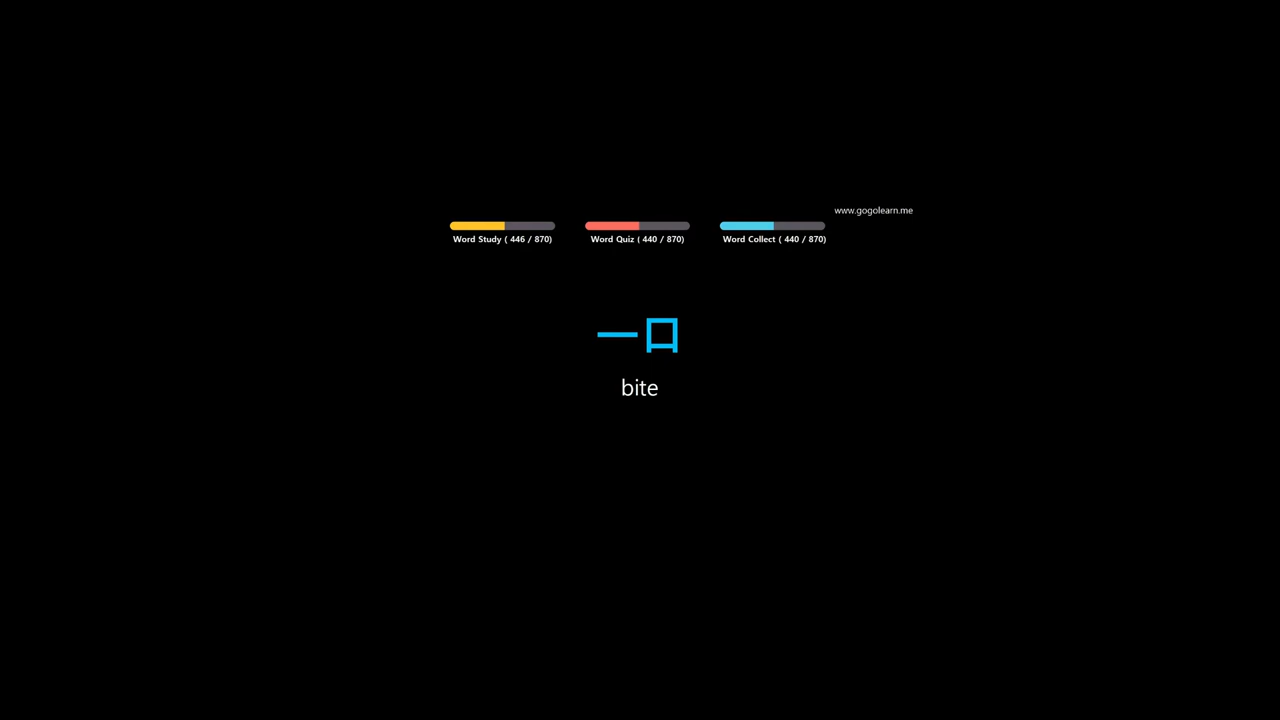 www.gogolearn.me
Word Study ( 446 / 870)
Word Quiz ( 440 / 870)
Word Collect ( 440 / 870)
一口
bite